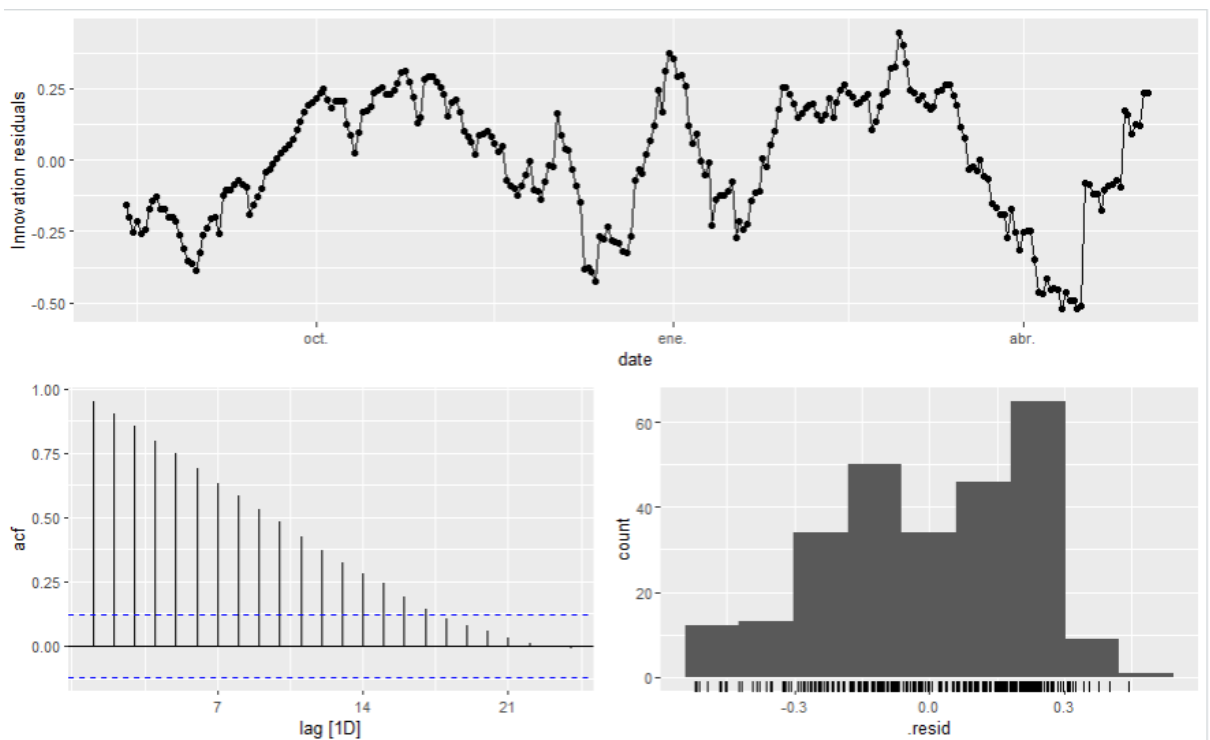 Innovation residuals
0.25
0.00
-0.25
-0.50
oct.
ene.
abr.
date
acf
1.00
0.75
0.50
0.25
0.00
7
14
21
lag [1D]
count
60
40
20
0
-0.3
0.0
0.3
.resid